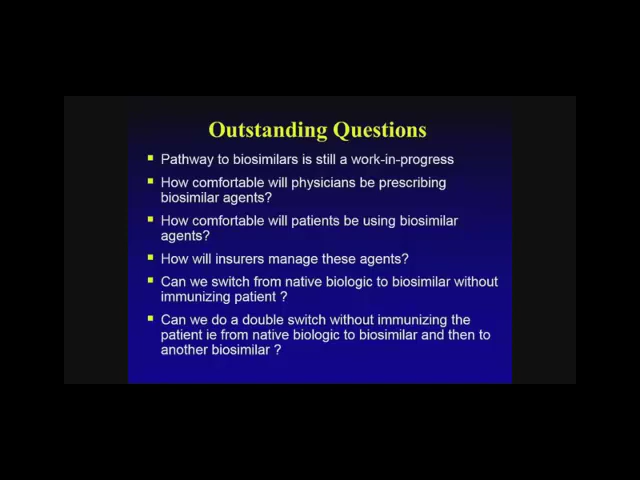 Outstanding Questions
Pathway to biosimilars is still a work-in-progress
How comfortable will physicians be prescribing
biosimilar agents?
How comfortable will patients be using biosimilar
agents?
How will insurers manage these agents?
Can we switch from native biologic to biosimilar without
immunizing patient ?
Can we do a double switch without immunizing the
patient ie from native biologic to biosimilar and then to
another biosimilar ?